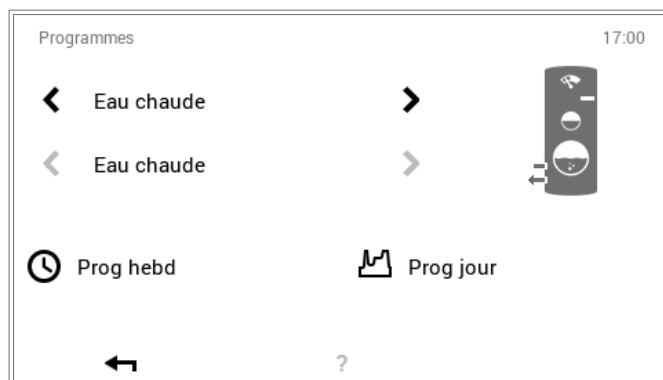 Programmes 17:00
Eau chaude
Eau chaude
Prog hebd Prog jour
?